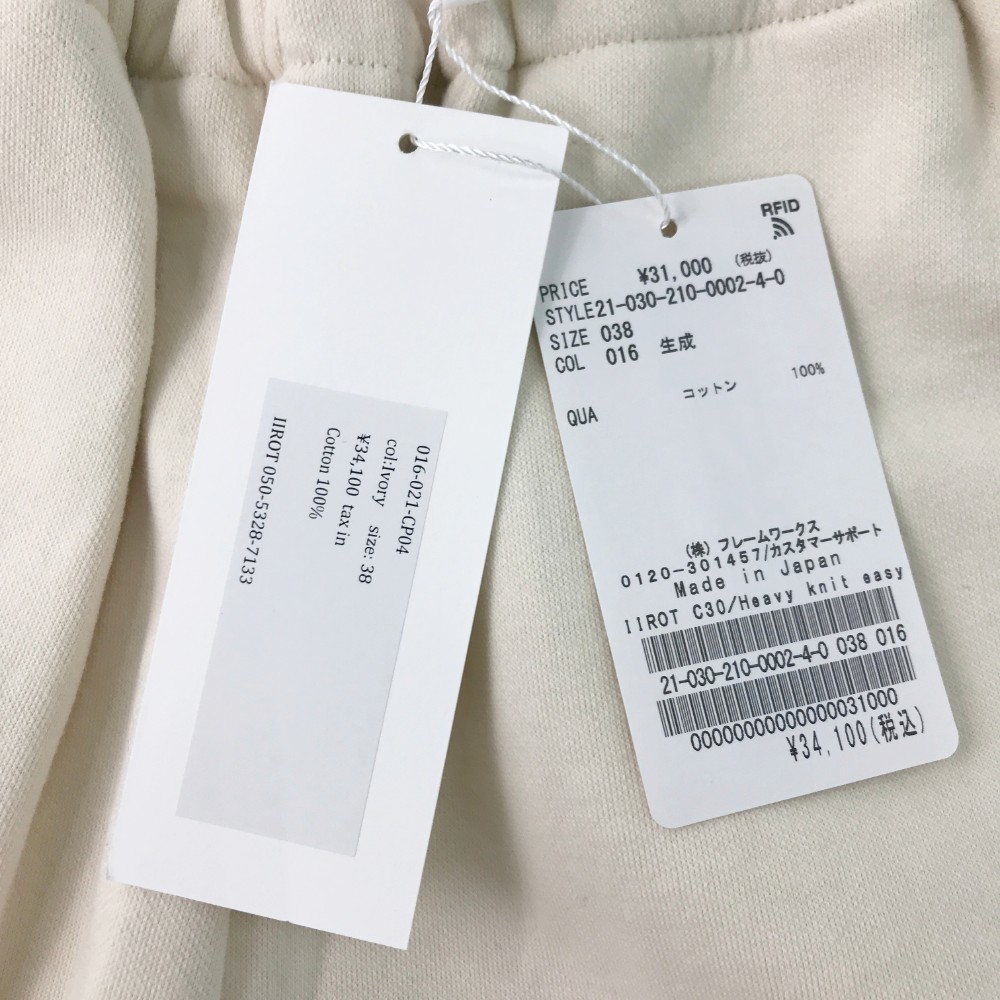 016-021-CP04
col:Ivory size: 38
¥34,100 tax in
Cotton 100%
IIROT 050-5328-7133
RFID
PRICE ¥31,000 (税抜)
STYLE21-030-210-0002-4-0
SIZE 038
COL 016 生成
コットン 100%
QUA
(株) フレームワークス
0120-301457/カスタマーサポート
Made in Japan
IIROT C30/Heavy knit easy
21-030-210-0002-4-0 038 016
00000000000000031000
¥34,100(税込)